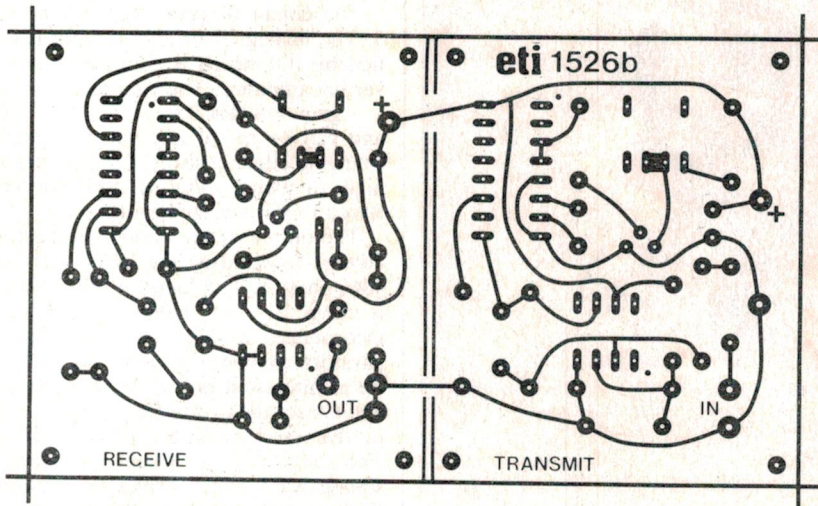 eti 1526b
+
+
OUT
IN
RECEIVE
TRANSMIT